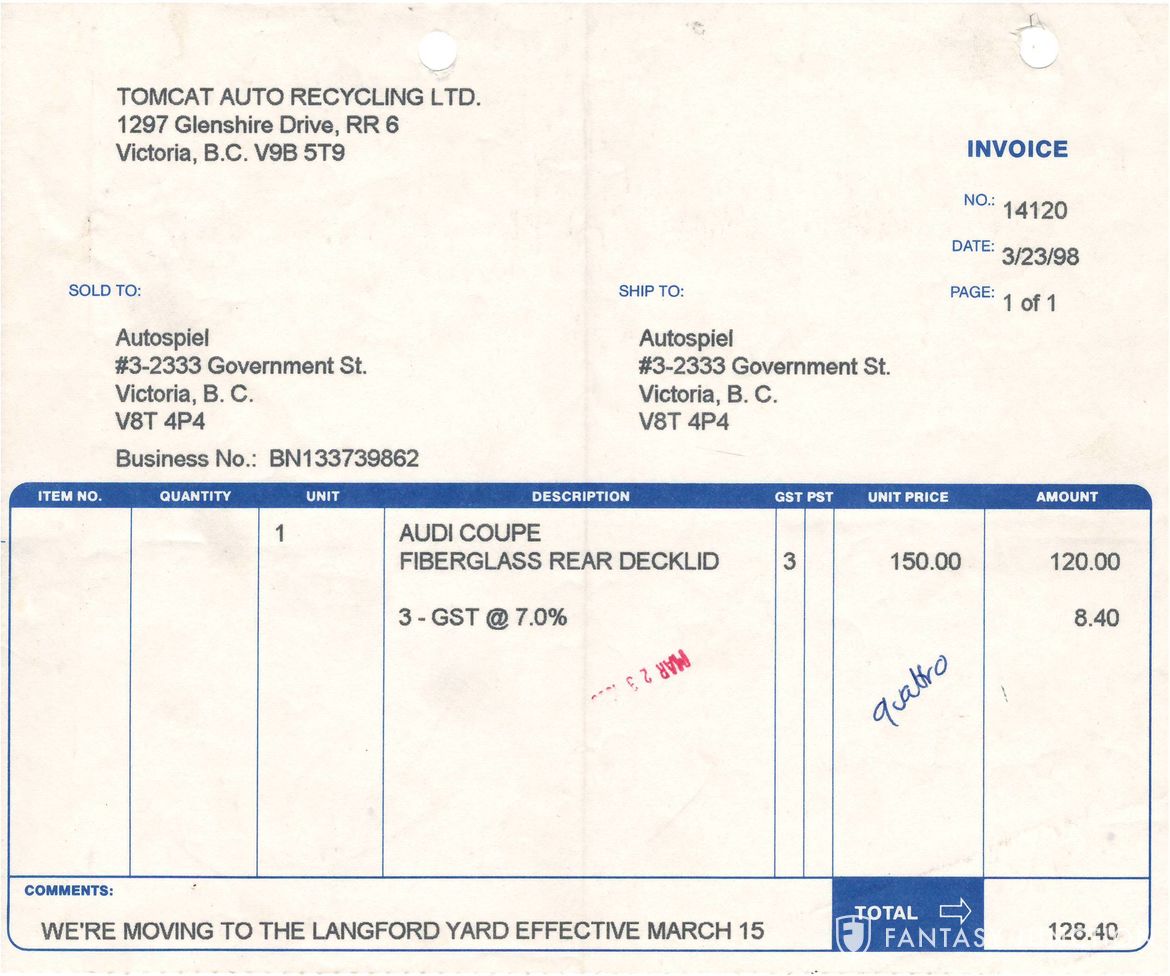 TOMCAT AUTO RECYCLING LTD.
1297 Glenshire Drive, RR 6
Victoria, B.C. V9B 5T9
INVOICE
NO.: 14120
DATE: 3/23/98
PAGE: 1 of 1
SOLD TO:
Autospiel
#3-2333 Government St.
Victoria, B. C.
V8T 4P4
SHIP TO:
Autospiel
#3-2333 Government St.
Victoria, B. C.
V8T 4P4
Business No.: BN133739862
ITEM NO. QUANTITY UNIT DESCRIPTION GST PST UNIT PRICE AMOUNT
1 AUDI COUPE
FIBERGLASS REAR DECKLID 3 150.00 120.00
3 - GST @ 7.0% 8.40
MAR 23
quattro
COMMENTS:
WE'RE MOVING TO THE LANGFORD YARD EFFECTIVE MARCH 15
TOTAL 128.40